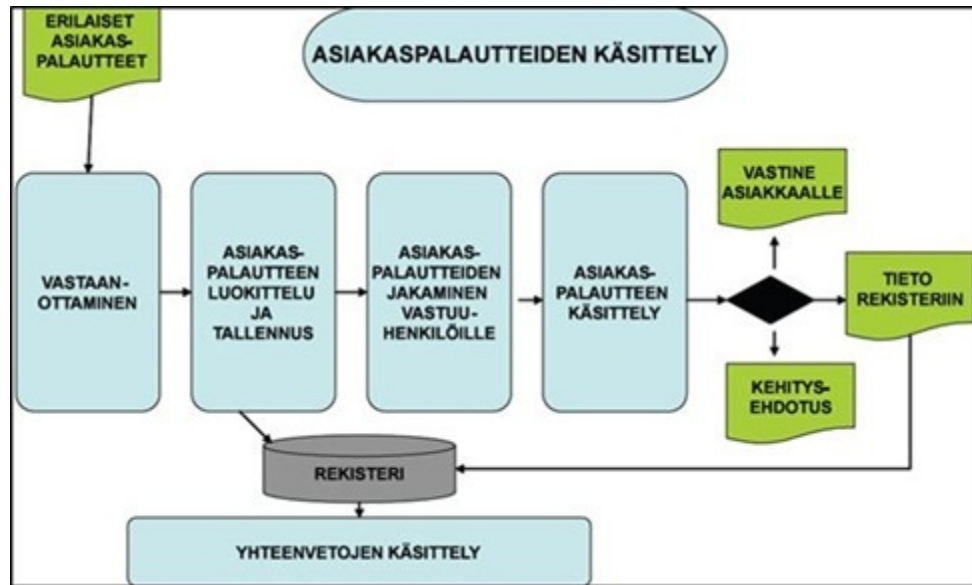 ERILAISET
ASIAKAS-
PALAUTTEET
ASIAKASPALAUTTEIDEN KÄSITTELY
VASTAAN-
OTTAMINEN
ASIAKAS-
PALAUTTEEN
LUOKITTELU
JA
TALLENNUS
ASIAKAS-
PALAUTTEIDEN
JAKAMINEN
VASTUU-
HENKILÖILLE
ASIAKAS-
PALAUTTEEN
KÄSITTELY
VASTINE
ASIAKKAALLE
TIETO
REKISTERIIN
KEHITYS-
EHDOTUS
REKISTERI
YHTEENVETOJEN KÄSITTELY